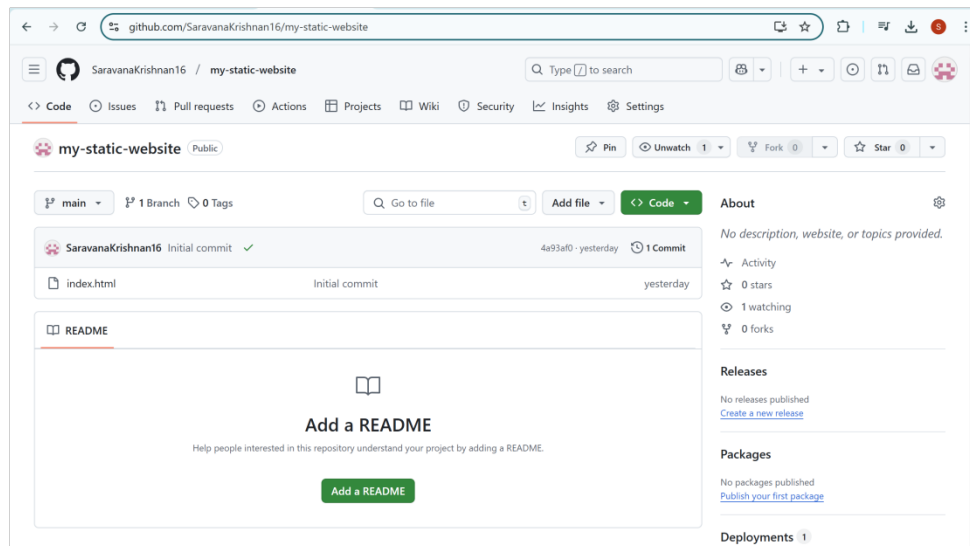 github.com/SaravanaKrishnan16/my-static-website
S
SaravanaKrishnan16 / my-static-website
Type / to search
Code Issues Pull requests Actions Projects Wiki Security Insights Settings
my-static-website Public
Pin Unwatch 1 Fork 0 Star 0
main 1 Branch 0 Tags Go to file t Add file Code
SaravanaKrishnan16 Initial commit 4a93af0 · yesterday 1 Commit
index.html Initial commit yesterday
README
Add a README
Help people interested in this repository understand your project by adding a README.
Add a README
About
No description, website, or topics provided.
Activity
0 stars
1 watching
0 forks
Releases
No releases published
Create a new release
Packages
No packages published
Publish your first package
Deployments 1